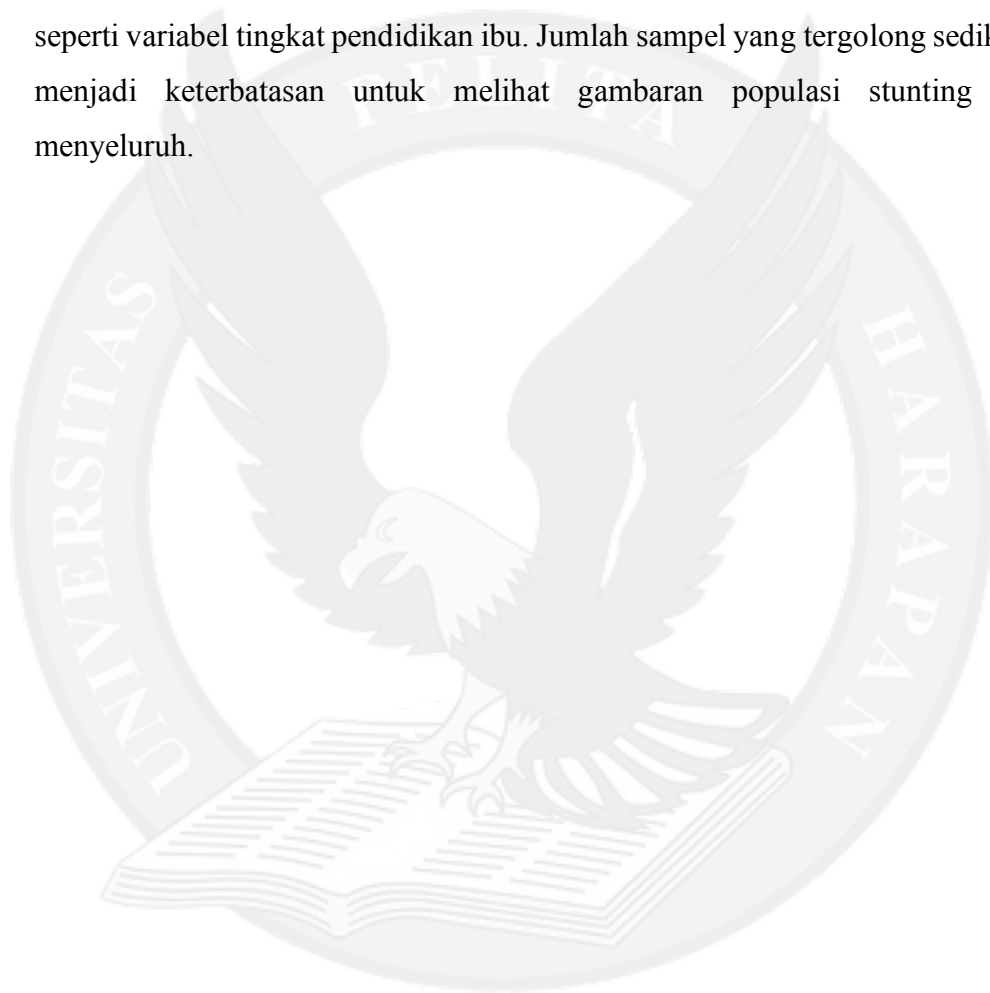 seperti variabel tingkat pendidikan ibu. Jumlah sampel yang tergolong
menjadi keterbatasan untuk melihat gambaran populasi stunting
menyeluruh.
UNIVERSITAS PELITA HARAPAN